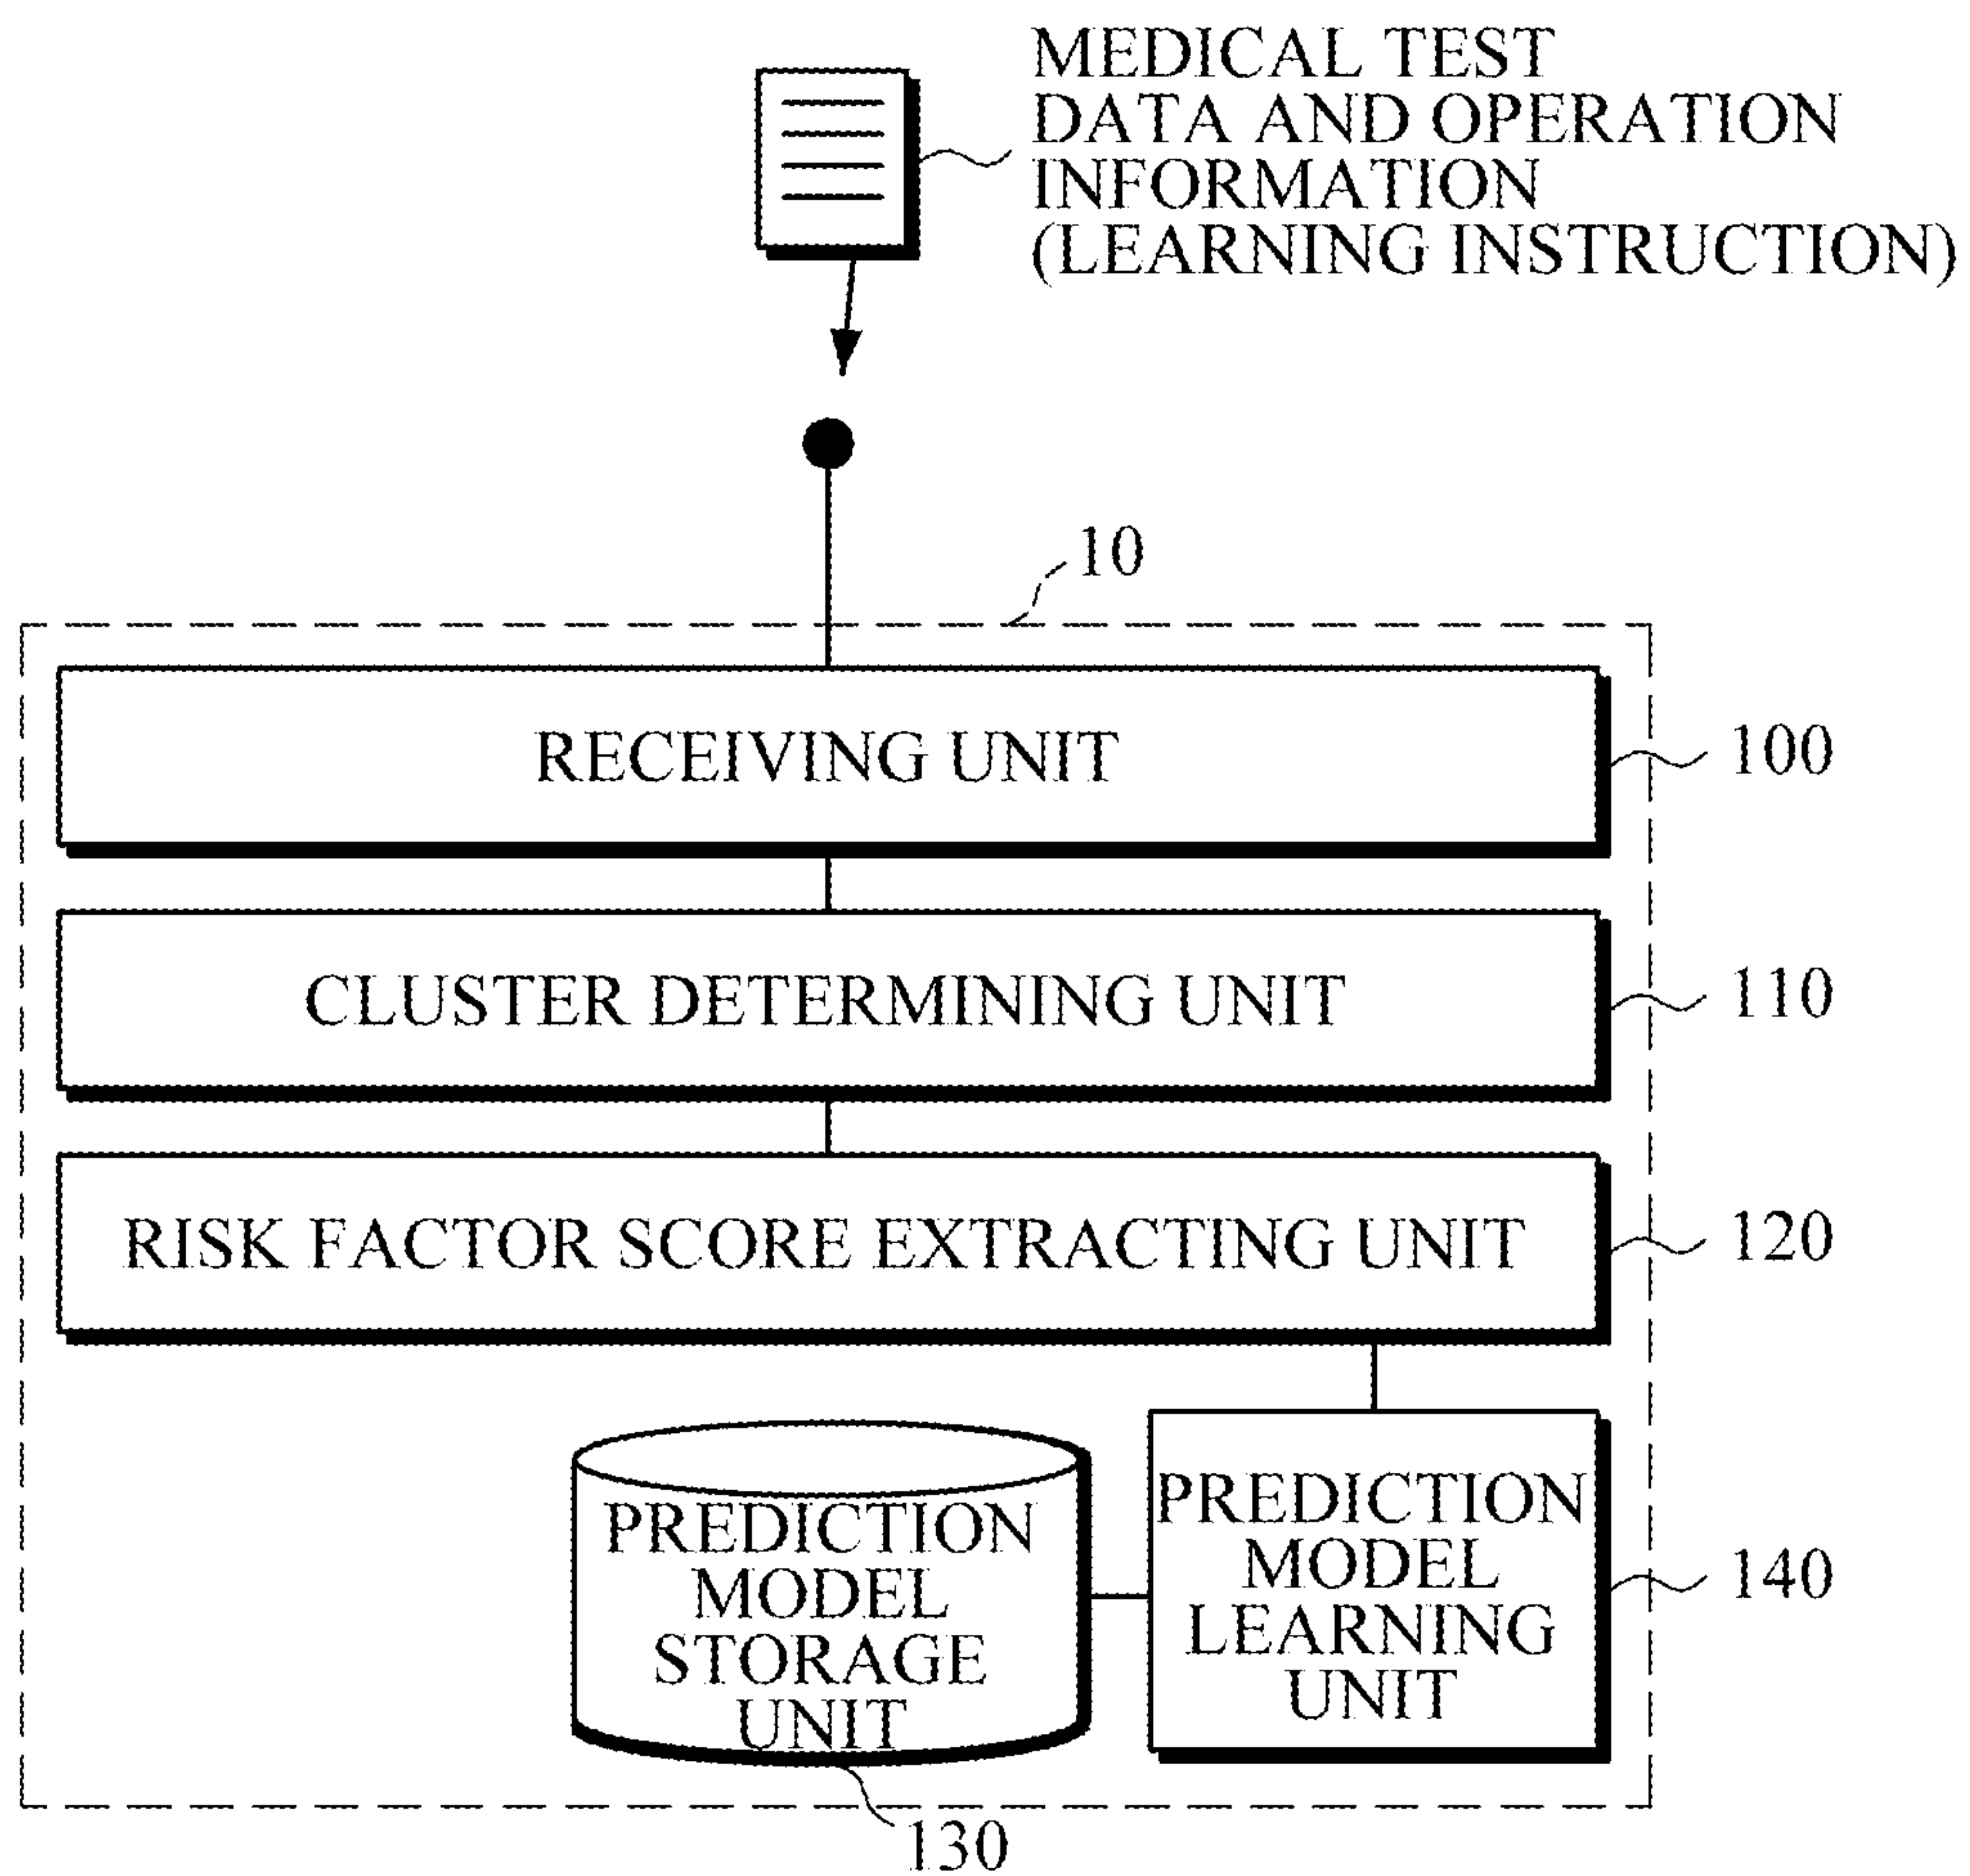 MEDICAL TEST
DATA AND OPERATION
INFORMATION
(LEARNING INSTRUCTION)
10
RECEIVING UNIT
100
CLUSTER DETERMINING UNIT
110
RISK FACTOR SCORE EXTRACTING UNIT
120
PREDICTION
MODEL
STORAGE
UNIT
PREDICTION
MODEL
LEARNING
UNIT
140
130